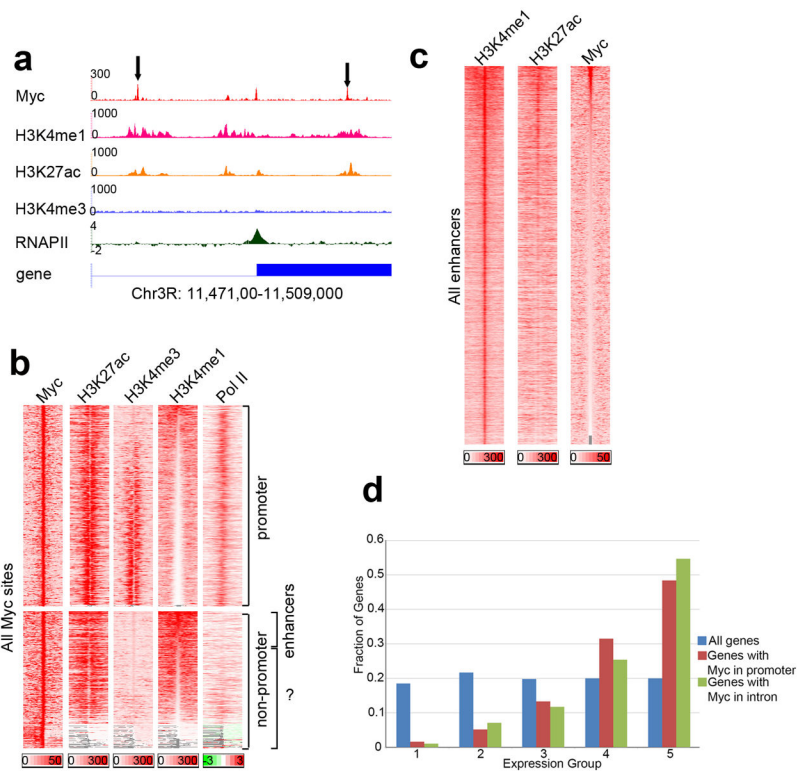 a
300
0
Myc
1000
0
H3K4me1
1000
0
H3K27ac
1000
0
H3K4me3
4
-2
RNAPII
gene
Chr3R: 11,471,00-11,509,000
b
Myc
H3K27ac
H3K4me3
H3K4me1
Pol II
All Myc sites
promoter
non-promoter
enhancers
?
0 50
0 300
0 300
0 300
-3 3
c
H3K4me1
H3K27ac
Myc
All enhancers
0 300
0 300
0 50
d
Fraction of Genes
0.6
0.5
0.4
0.3
0.2
0.1
0
1 2 3 4 5
Expression Group
All genes
Genes with
Myc in promoter
Genes with
Myc in intron